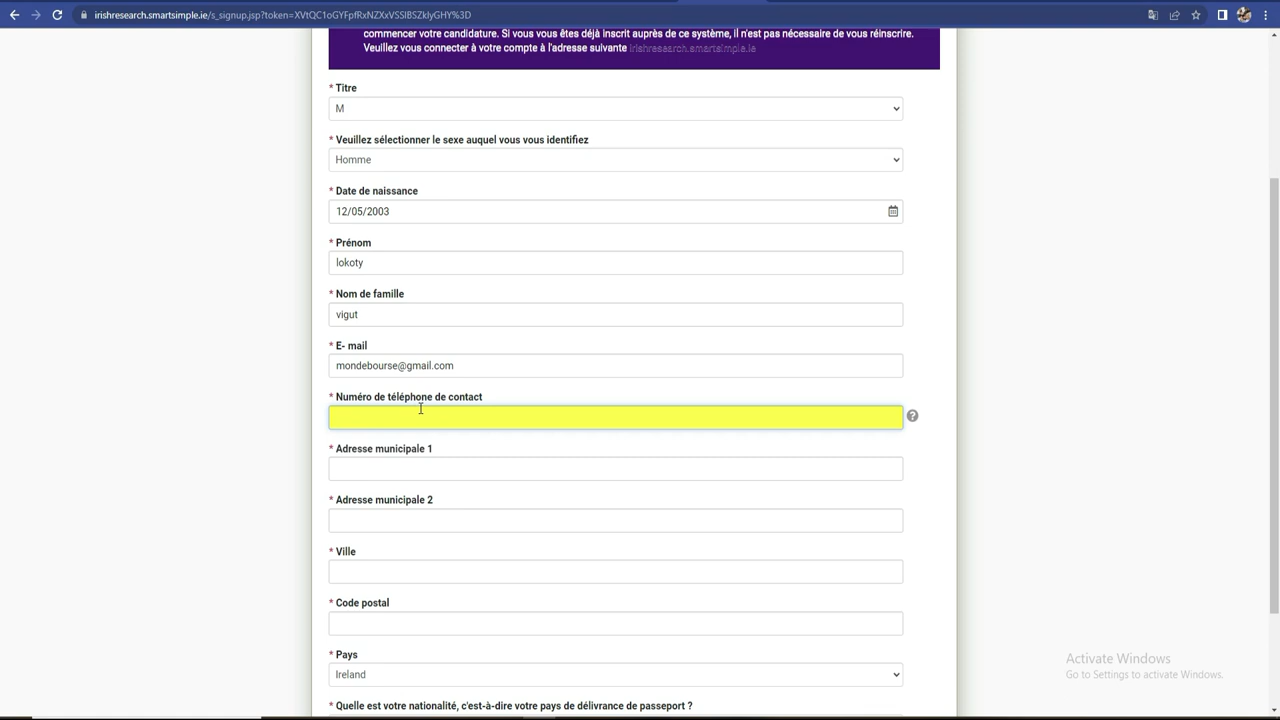 irishresearch.smartsimple.ie/s_signup.jsp?token=XVtQC1oGYFpfRxNZXxVSSlBSZklyGHY%3D
commencer votre candidature. Si vous vous êtes déjà inscrit auprès de ce système, il n'est pas nécessaire de vous réinscrire.
Veuillez vous connecter à votre compte à l'adresse suivante irishresearch.smartsimple.ie
* Titre
M
* Veuillez sélectionner le sexe auquel vous vous identifiez
Homme
* Date de naissance
12/05/2003
* Prénom
lokoty
* Nom de famille
vigut
* E- mail
mondebourse@gmail.com
* Numéro de téléphone de contact
* Adresse municipale 1
* Adresse municipale 2
* Ville
* Code postal
* Pays
Ireland
Activate Windows
Go to Settings to activate Windows.
* Quelle est votre nationalité, c'est-à-dire votre pays de délivrance de passeport ?